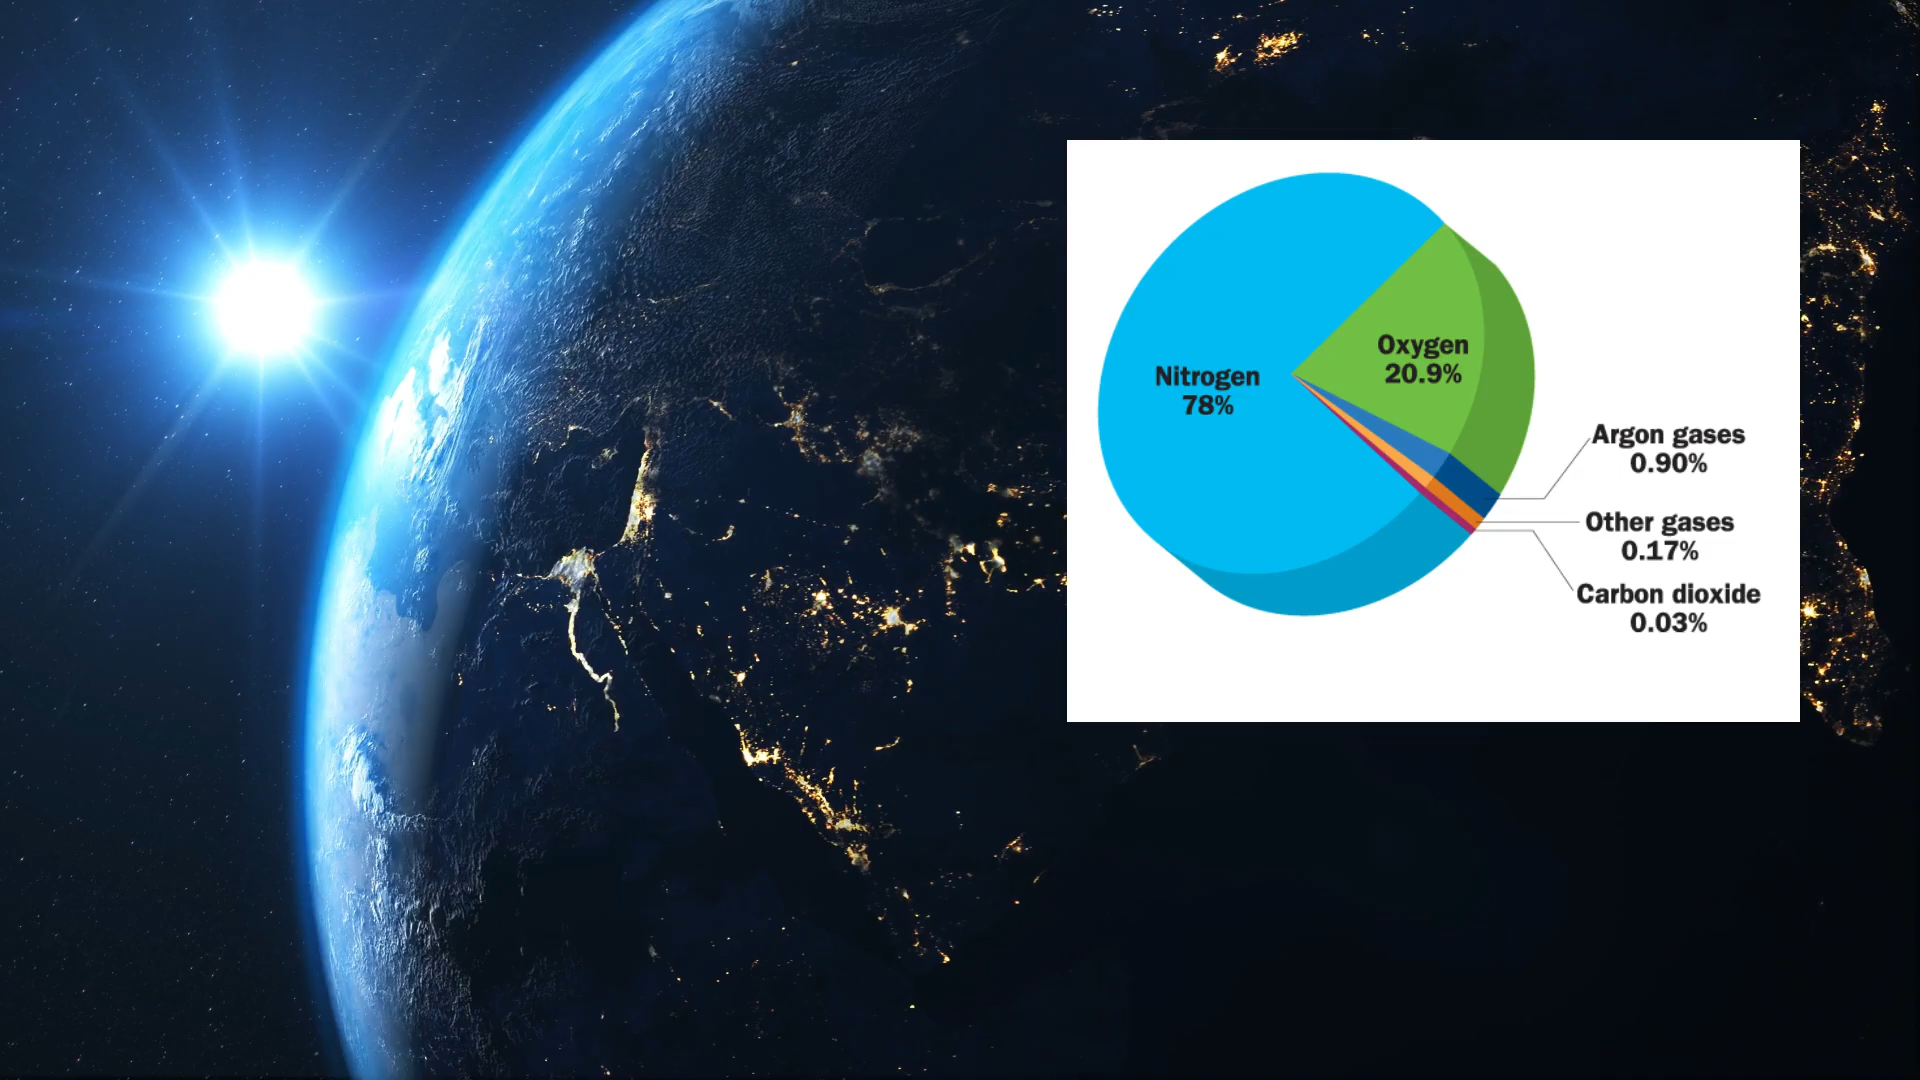 Nitrogen
78%
Oxygen
20.9%
Argon gases
0.90%
Other gases
0.17%
Carbon dioxide
0.03%